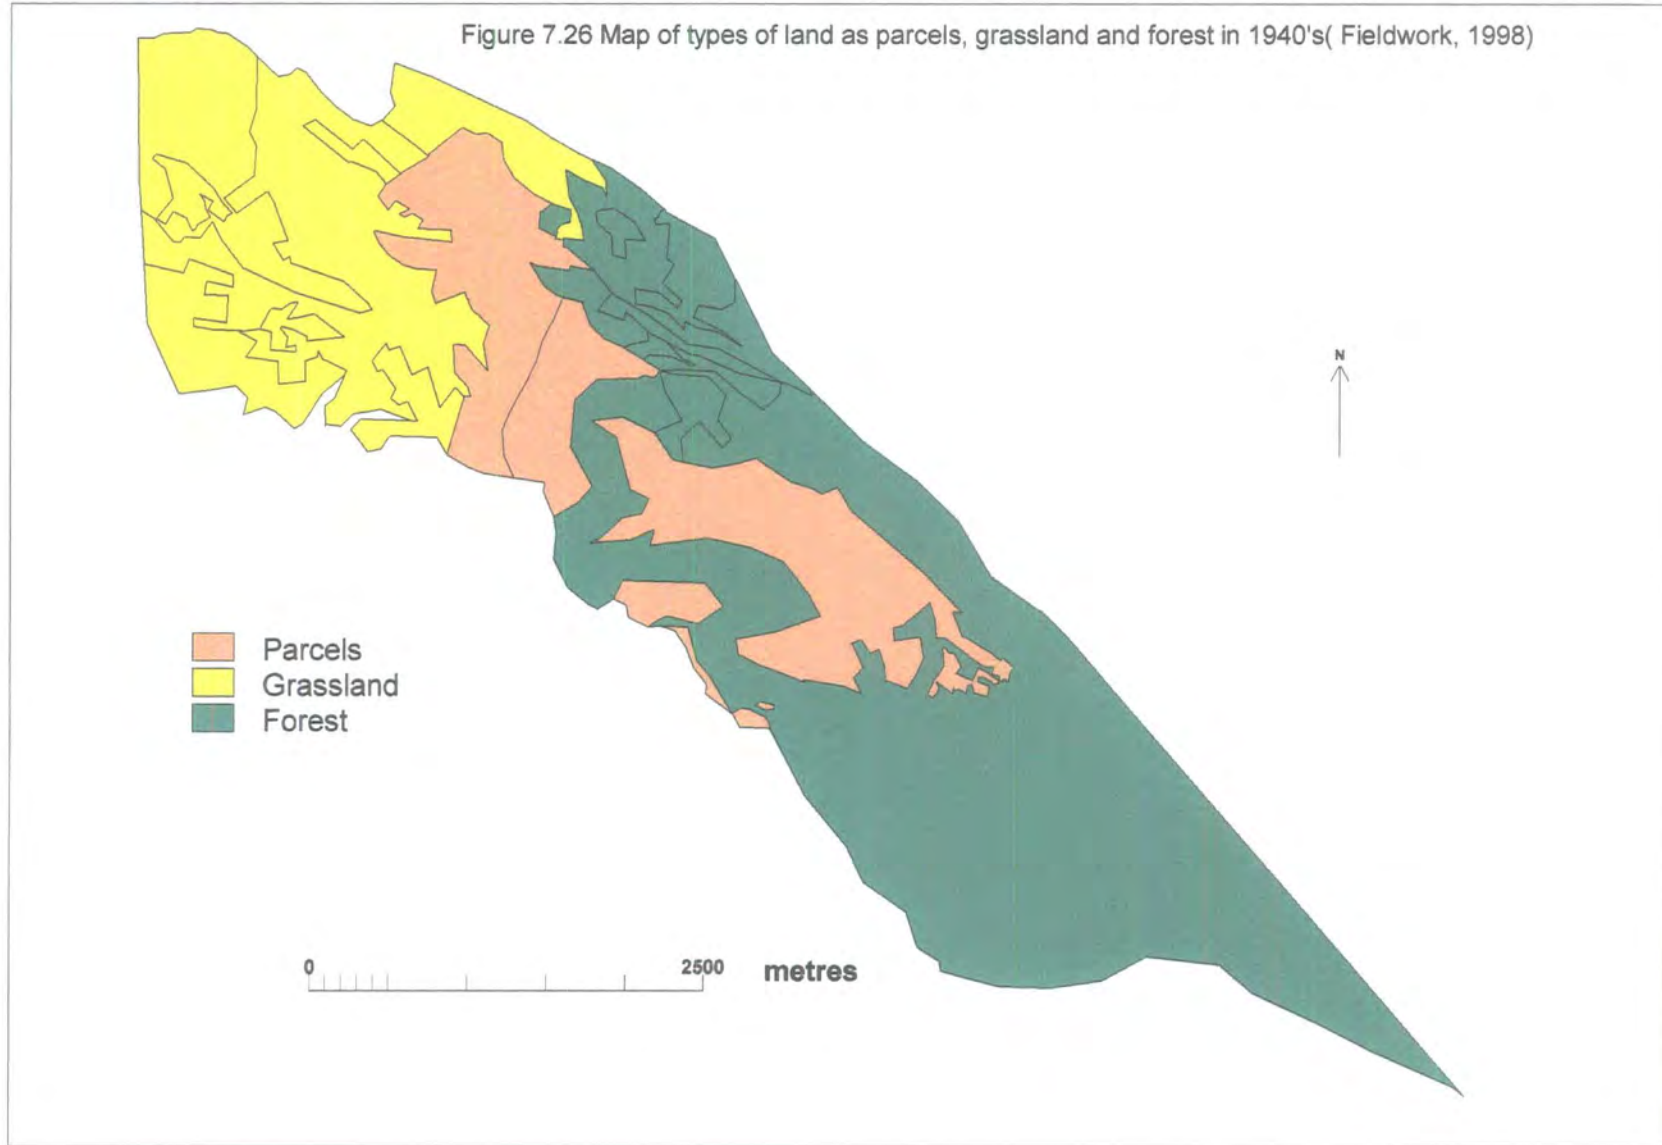 Figure 7.26 Map of types of land as parcels, grassland and forest in 1940's( Fieldwork, 1998)
N
Parcels
Grassland
Forest
0 2500 metres